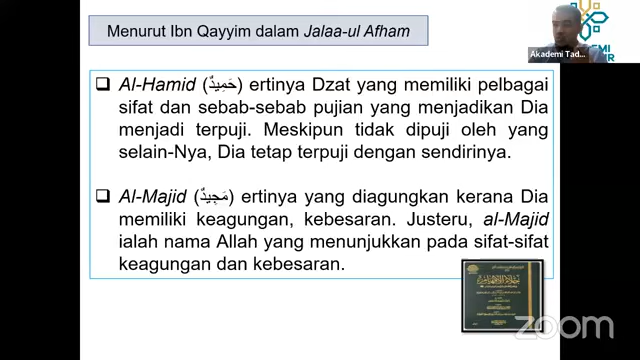 Menurut Ibn Qayyim dalam Jalaa-ul Afham
Akademi Tad...
❑ Al-Hamid (حَمِيدٌ) ertinya Dzat yang memiliki pelbagai
sifat dan sebab-sebab pujian yang menjadikan Dia
menjadi terpuji. Meskipun tidak dipuji oleh yang
selain-Nya, Dia tetap terpuji dengan sendirinya.
❑ Al-Majid (مَجِيدٌ) ertinya yang diagungkan kerana Dia
memiliki keagungan, kebesaran. Justeru, al-Majid
ialah nama Allah yang menunjukkan pada sifat-sifat
keagungan dan kebesaran.
zoom